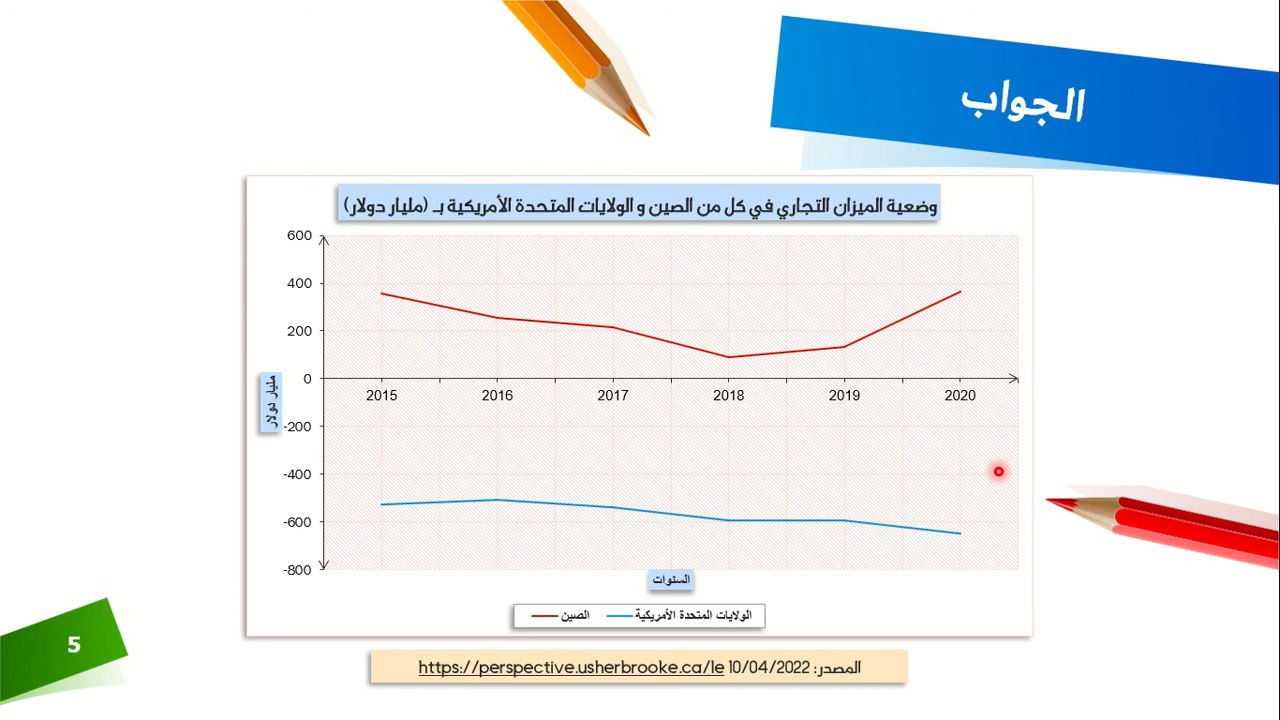 الجواب
وضعية الميزان التجاري في كل من الصين و الولايات المتحدة الأمريكية بـ (مليار دولار)
600
400
200
0
-200
-400
-600
-800
مليار دولار
2015 2016 2017 2018 2019 2020
السنوات
الصين الولايات المتحدة الأمريكية
المصدر: 10/04/2022 https://perspective.usherbrooke.ca/le
5